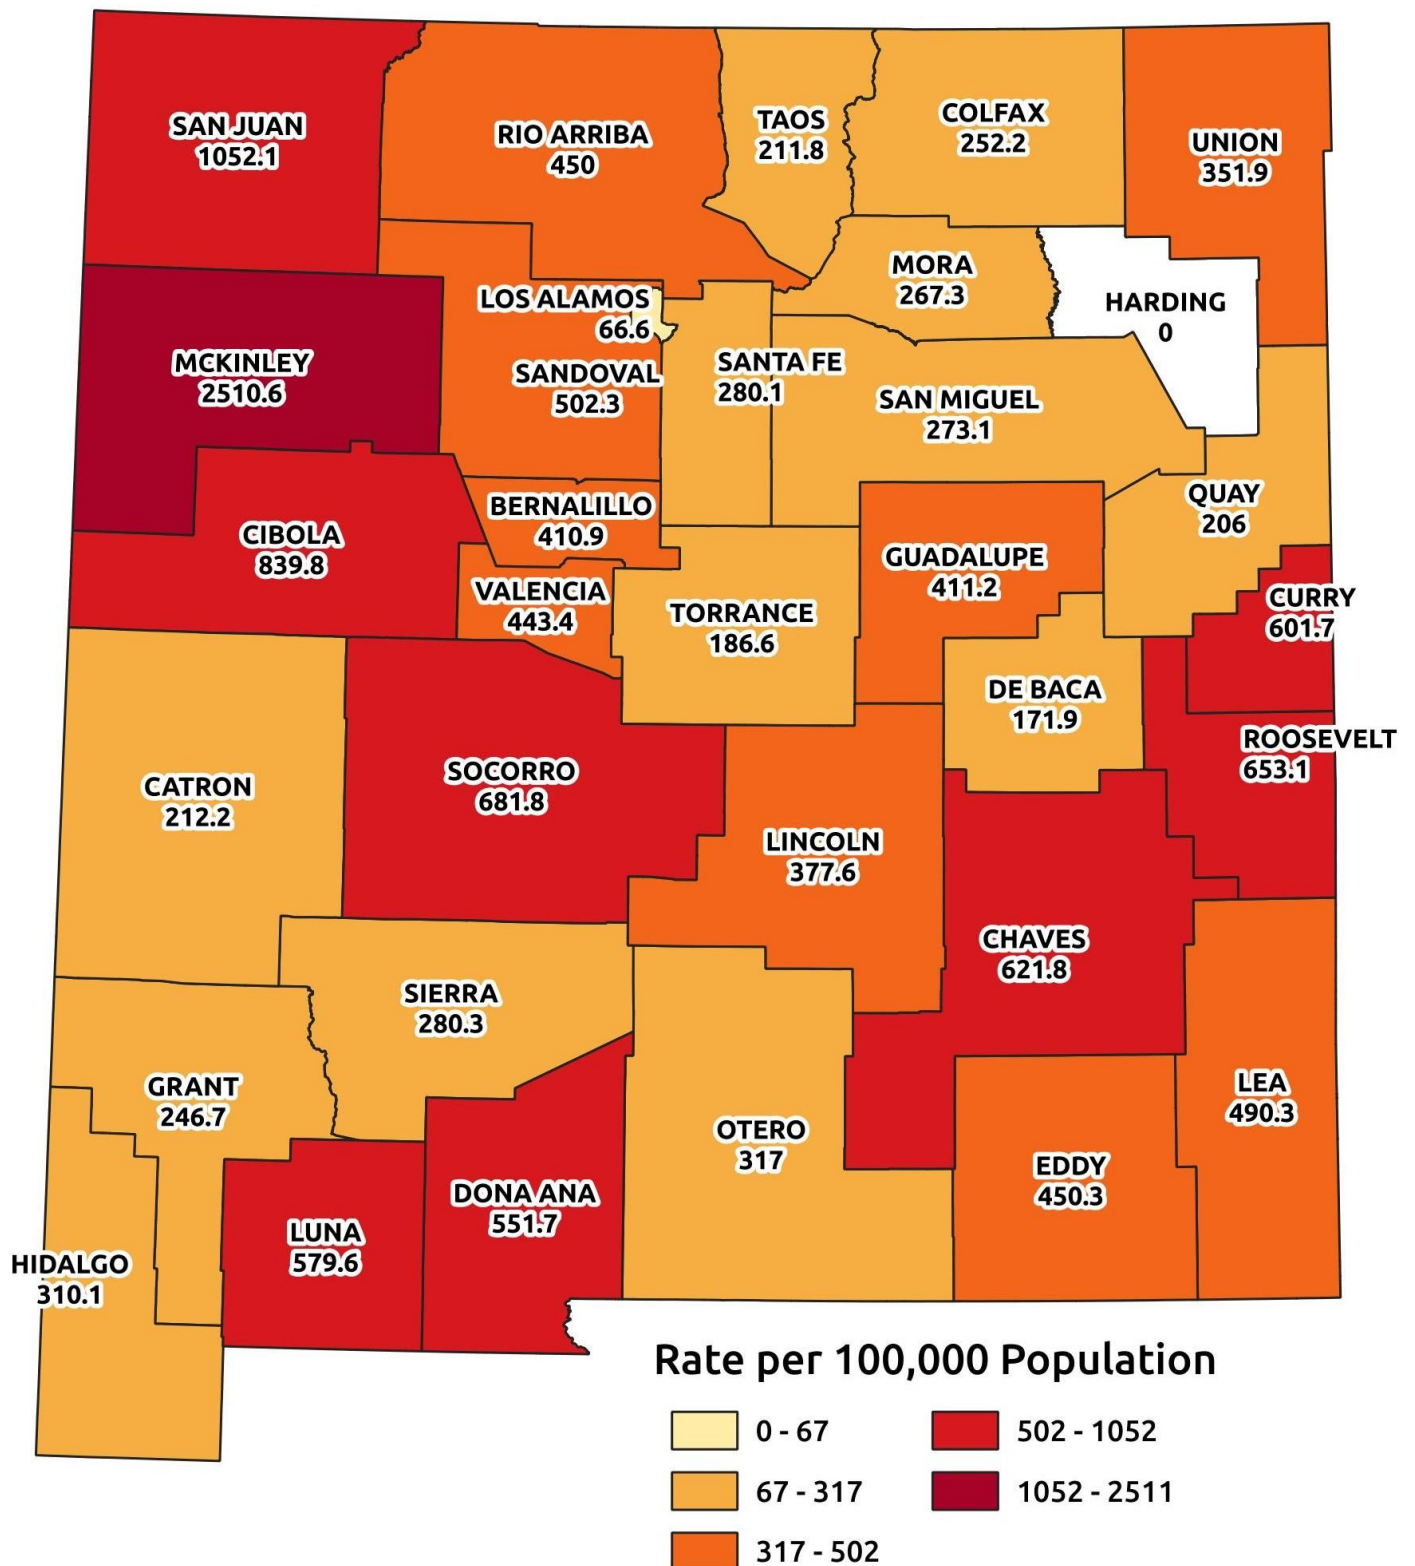 SAN JUAN
1052.1
RIO ARRIBA
450
TAOS
211.8
COLFAX
252.2
UNION
351.9
MORA
267.3
HARDING
0
LOS ALAMOS
66.6
MCKINLEY
2510.6
SANDOVAL
502.3
SANTA FE
280.1
SAN MIGUEL
273.1
QUAY
206
BERNALILLO
410.9
CIBOLA
839.8
GUADALUPE
411.2
VALENCIA
443.4
TORRANCE
186.6
CURRY
601.7
DE BACA
171.9
ROOSEVELT
653.1
CATRON
212.2
SOCORRO
681.8
LINCOLN
377.6
CHAVES
621.8
SIERRA
280.3
GRANT
246.7
LEA
490.3
OTERO
317
EDDY
450.3
DONA ANA
551.7
LUNA
579.6
HIDALGO
310.1
Rate per 100,000 Population
0 - 67
67 - 317
317 - 502
502 - 1052
1052 - 2511